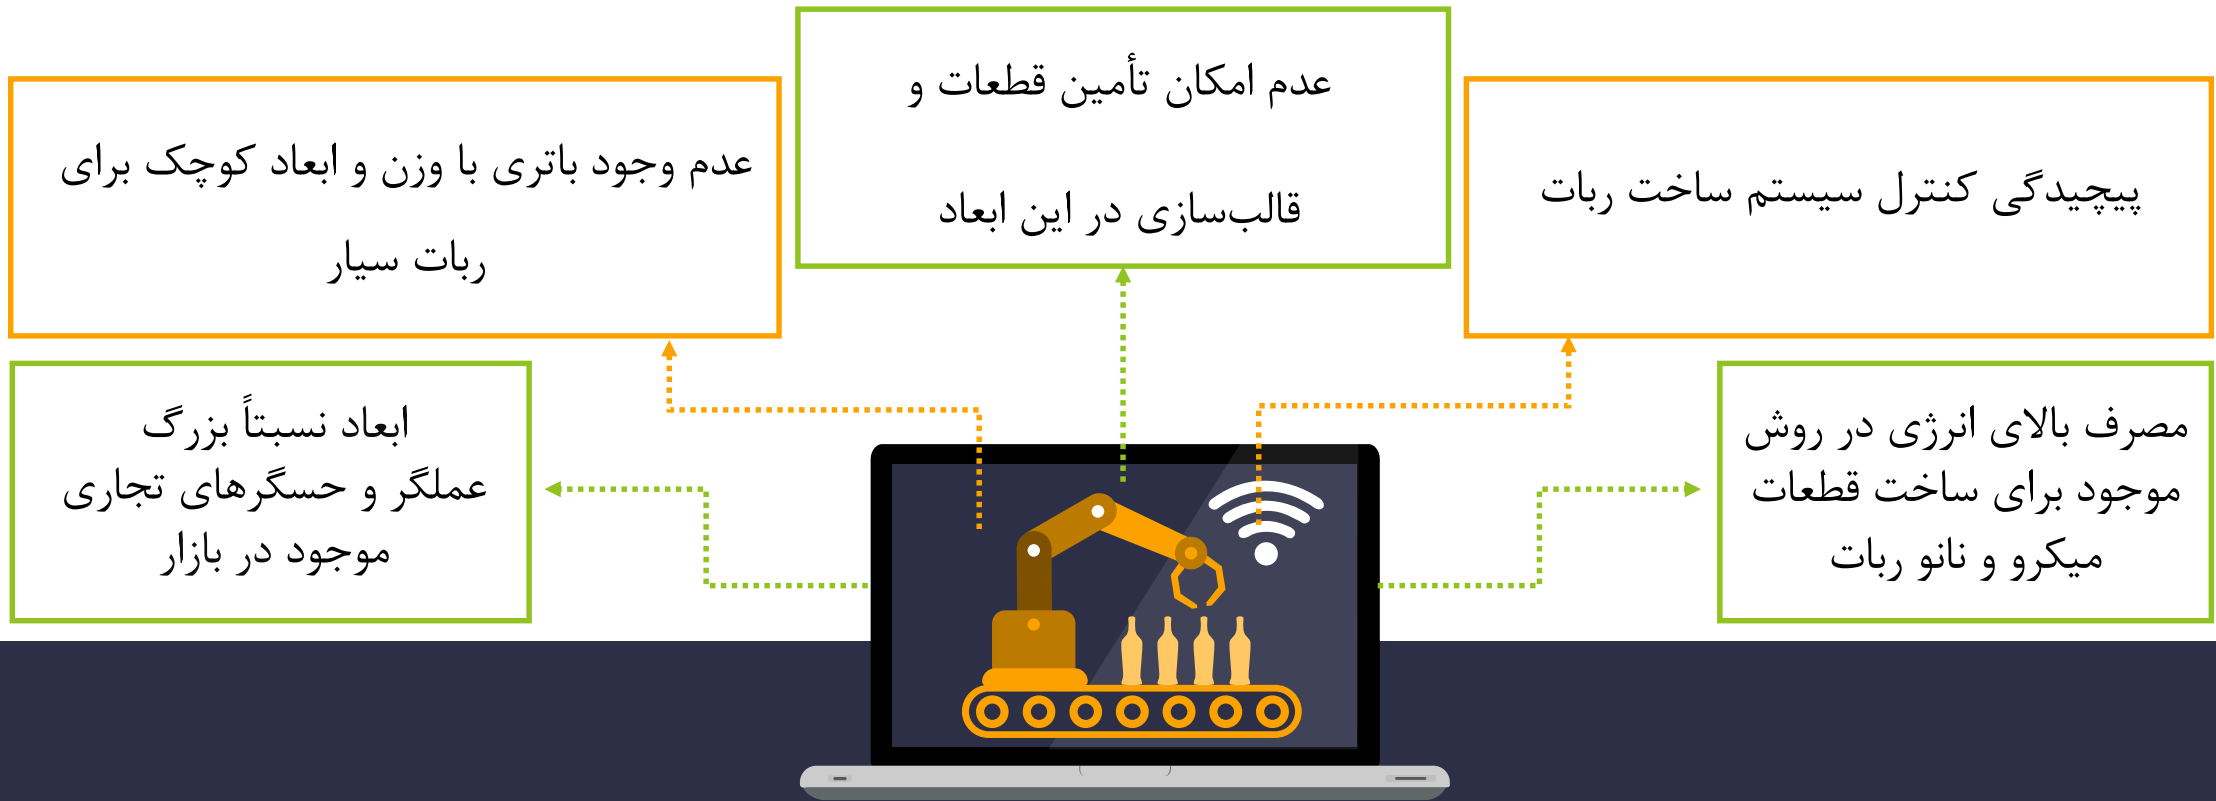 پیچیدگی کنترل سیستم ساخت ربات
عدم امکان تأمین قطعات و
قالب‌سازی در این ابعاد
عدم وجود باتری با وزن و ابعاد کوچک برای
ربات سیار
مصرف بالای انرژی در روش
موجود برای ساخت قطعات
میکرو و نانو ربات
ابعاد نسبتاً بزرگ
عملگر و حسگرهای تجاری
موجود در بازار